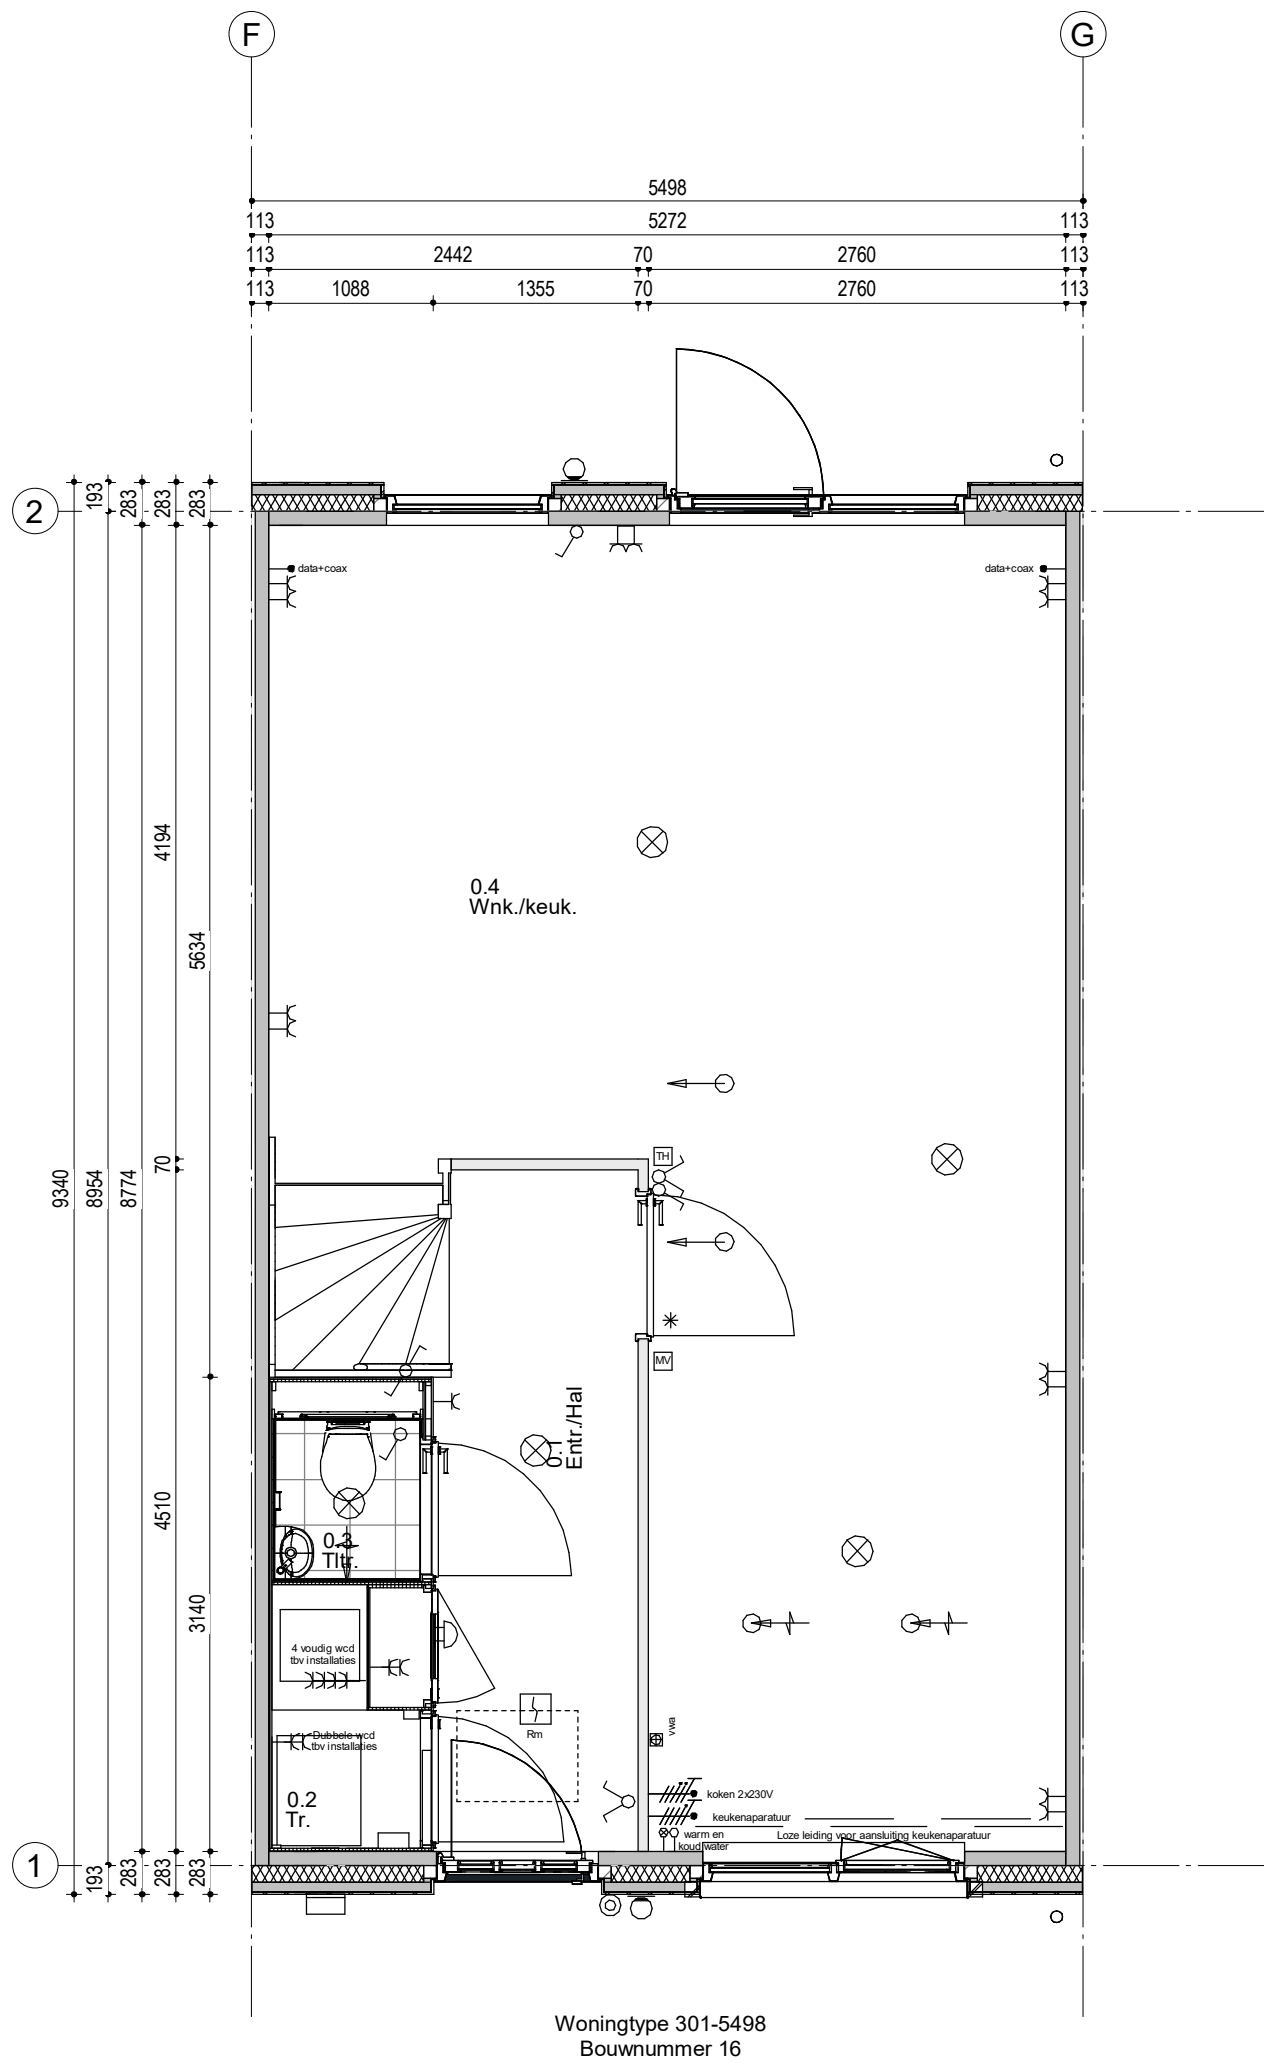 F
G
5498
113
5272
113
113
2442
70
2760
113
113
1088
1355
70
2760
113
2
193
283
283
283
data+coax
data+coax
4194
0.4
Wnk./keuk.
5634
70
TH
9340
8954
8774
MV
0.1
Entr./Hal
4510
0.3
Tltr.
3140
4 voudig wcd
tbv installaties
Rm
vwa
Dubbele wcd
tbv installaties
koken 2x230V
0.2
Tr.
keukenaparatuur
warm en
koud water
Loze leiding voor aansluiting keukenaparatuur
1
193
283
283
283
Woningtype 301-5498
Bouwnummer 16